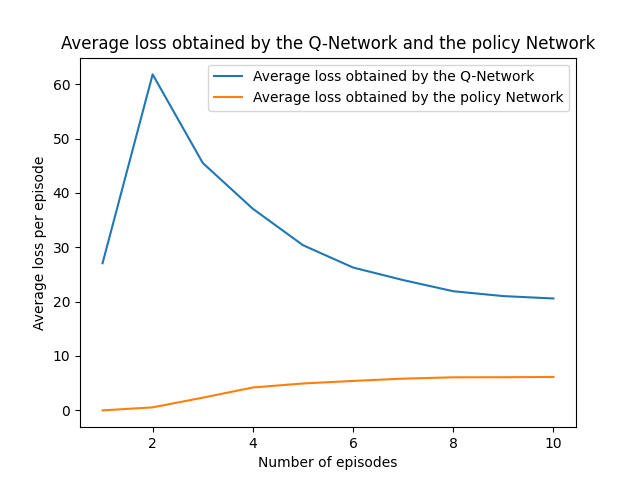 Average loss obtained by the Q-Network and the policy Network
Average loss obtained by the Q-Network
Average loss obtained by the policy Network
60
50
40
30
20
10
0
Average loss per episode
2
4
6
8
10
Number of episodes